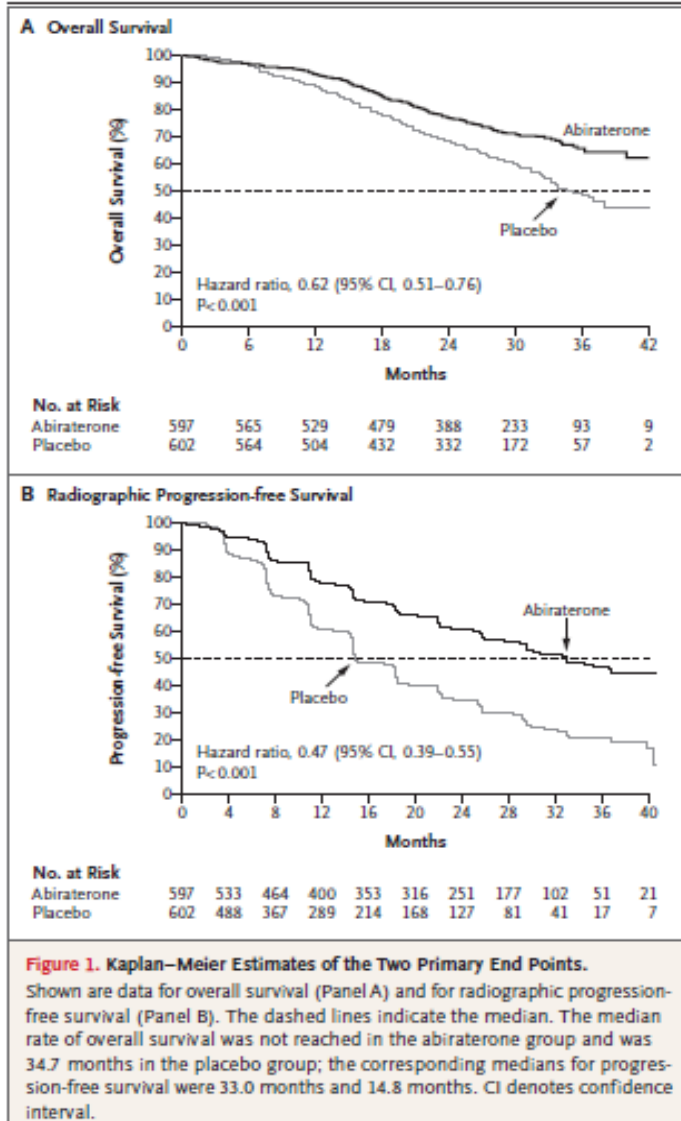 A Overall Survival
100
90
80
70
60
50
40
30
20
10
0
Overall Survival (%)
Abiraterone
Placebo
Hazard ratio, 0.62 (95% CI, 0.51–0.76)
P<0.001
0 6 12 18 24 30 36 42
Months
No. at Risk
Abiraterone 597 565 529 479 388 233 93 9
Placebo 602 564 504 432 332 172 57 2
B Radiographic Progression-free Survival
100
90
80
70
60
50
40
30
20
10
0
Progression-free Survival (%)
Abiraterone
Placebo
Hazard ratio, 0.47 (95% CI, 0.39–0.55)
P<0.001
0 4 8 12 16 20 24 28 32 36 40
Months
No. at Risk
Abiraterone 597 533 464 400 353 316 251 177 102 51 21
Placebo 602 488 367 289 214 168 127 81 41 17 7
Figure 1. Kaplan–Meier Estimates of the Two Primary End Points.
Shown are data for overall survival (Panel A) and for radiographic progression-
free survival (Panel B). The dashed lines indicate the median. The median
rate of overall survival was not reached in the abiraterone group and was
34.7 months in the placebo group; the corresponding medians for progres-
sion-free survival were 33.0 months and 14.8 months. CI denotes confidence
interval.